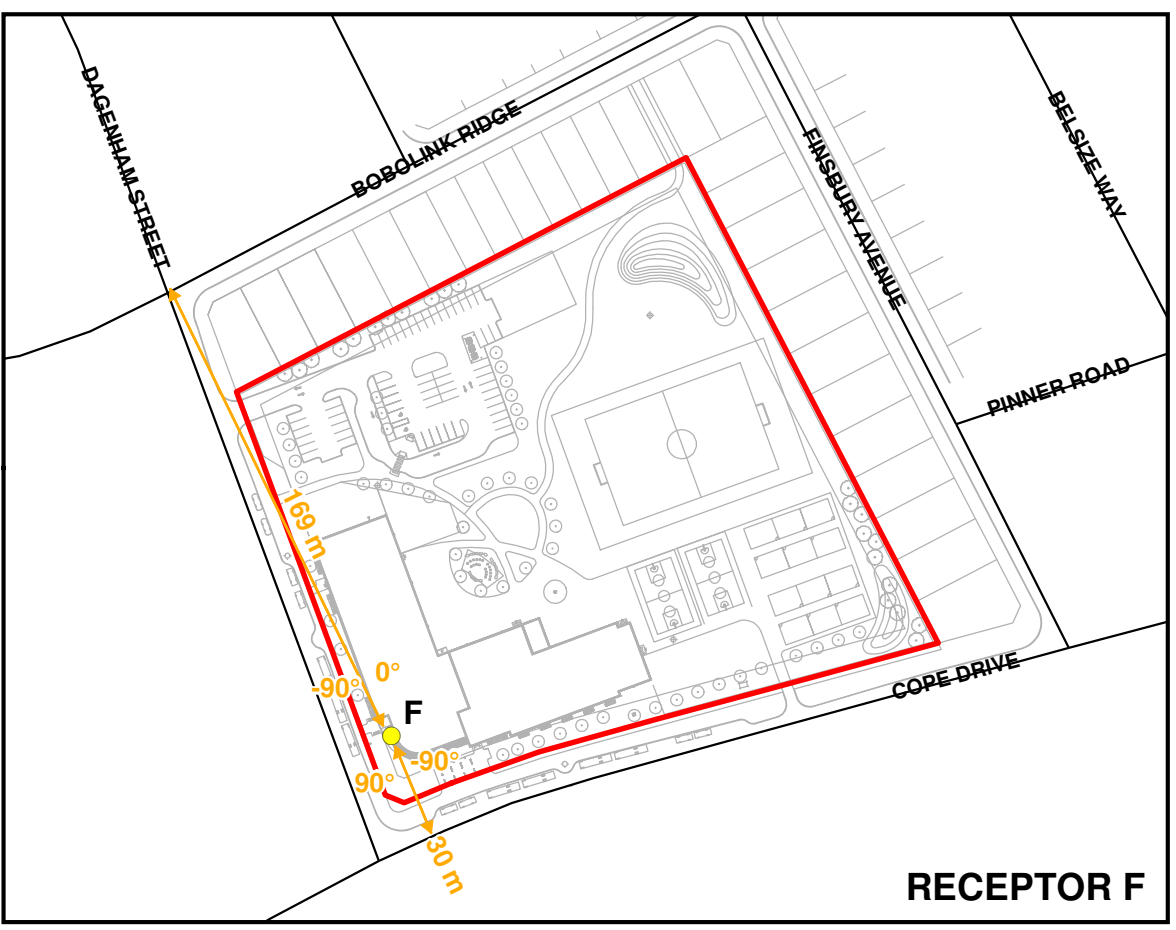 DAGENHAM STREET
BOBOLINK RIDGE
FINSBURY AVENUE
BELSIZE WAY
PINNER ROAD
169 m
0°
-90°
F
-90°
90°
COPE DRIVE
30 m
RECEPTOR F